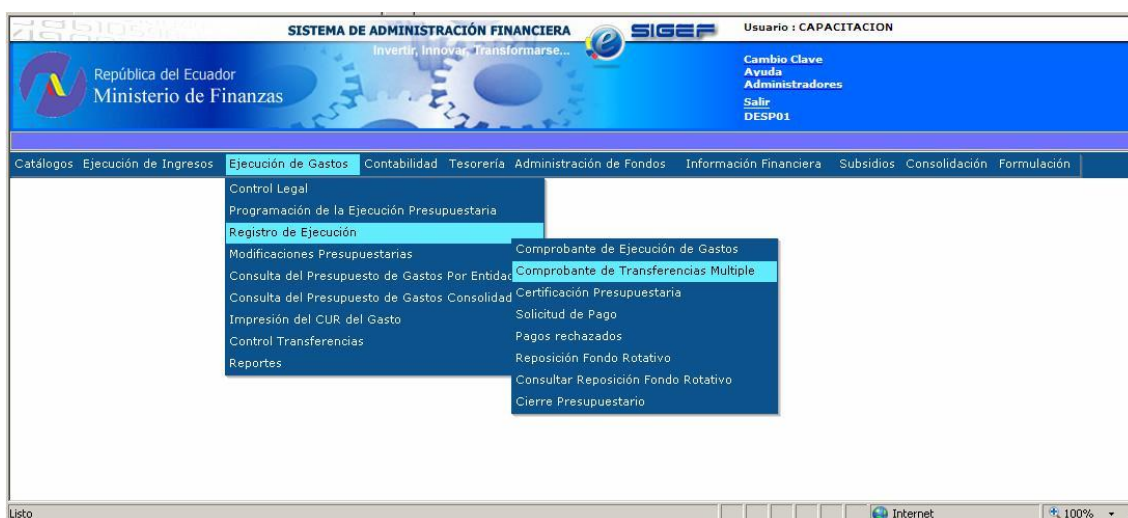 SISTEMA DE ADMINISTRACIÓN FINANCIERA
Invertir, Innovar, Transformarse...
e SIGEF
Usuario : CAPACITACION
República del Ecuador
Ministerio de Finanzas
Cambio Clave
Ayuda
Administradores
Salir
DESP01
Catálogos Ejecución de Ingresos Ejecución de Gastos Contabilidad Tesorería Administración de Fondos Información Financiera Subsidios Consolidación Formulación
Control Legal
Programación de la Ejecución Presupuestaria
Registro de Ejecución
Modificaciones Presupuestarias
Consulta del Presupuesto de Gastos Por Entidad
Consulta del Presupuesto de Gastos Consolidad
Impresión del CUR del Gasto
Control Transferencias
Reportes
Comprobante de Ejecución de Gastos
Comprobante de Transferencias Multiple
Certificación Presupuestaria
Solicitud de Pago
Pagos rechazados
Reposición Fondo Rotativo
Consultar Reposición Fondo Rotativo
Cierre Presupuestario
Listo
Internet
100%